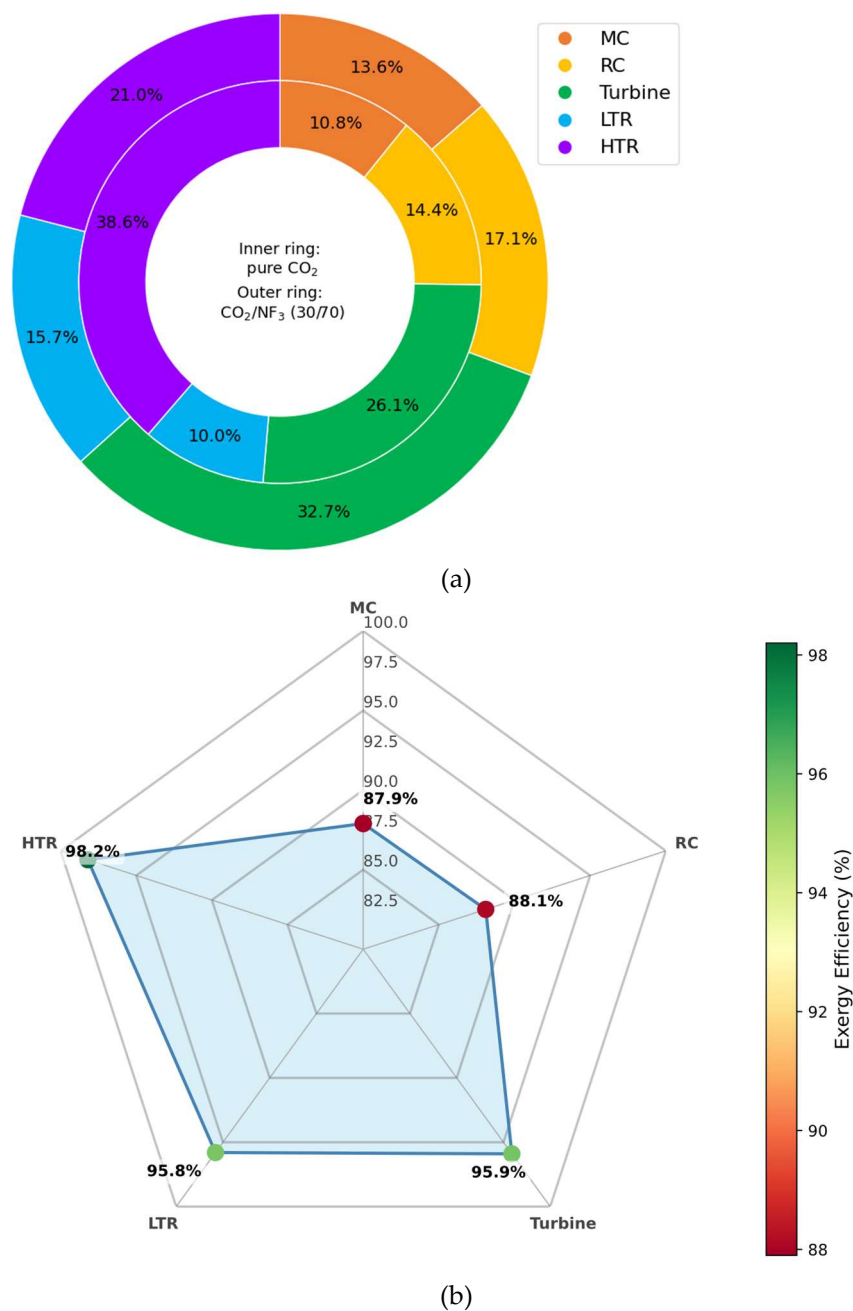 MC
RC
Turbine
LTR
HTR
13.6%
21.0%
10.8%
14.4%
38.6%
17.1%
Inner ring:
pure CO₂
Outer ring:
CO₂/NF₃ (30/70)
15.7%
26.1%
10.0%
32.7%
(a)
MC
100.0
97.5
95.0
92.5
90.0
87.9%
87.5
85.0
82.5
HTR
98.2%
RC
88.1%
95.8%
95.9%
LTR
Turbine
98
96
94
92
90
88
Exergy Efficiency (%)
(b)